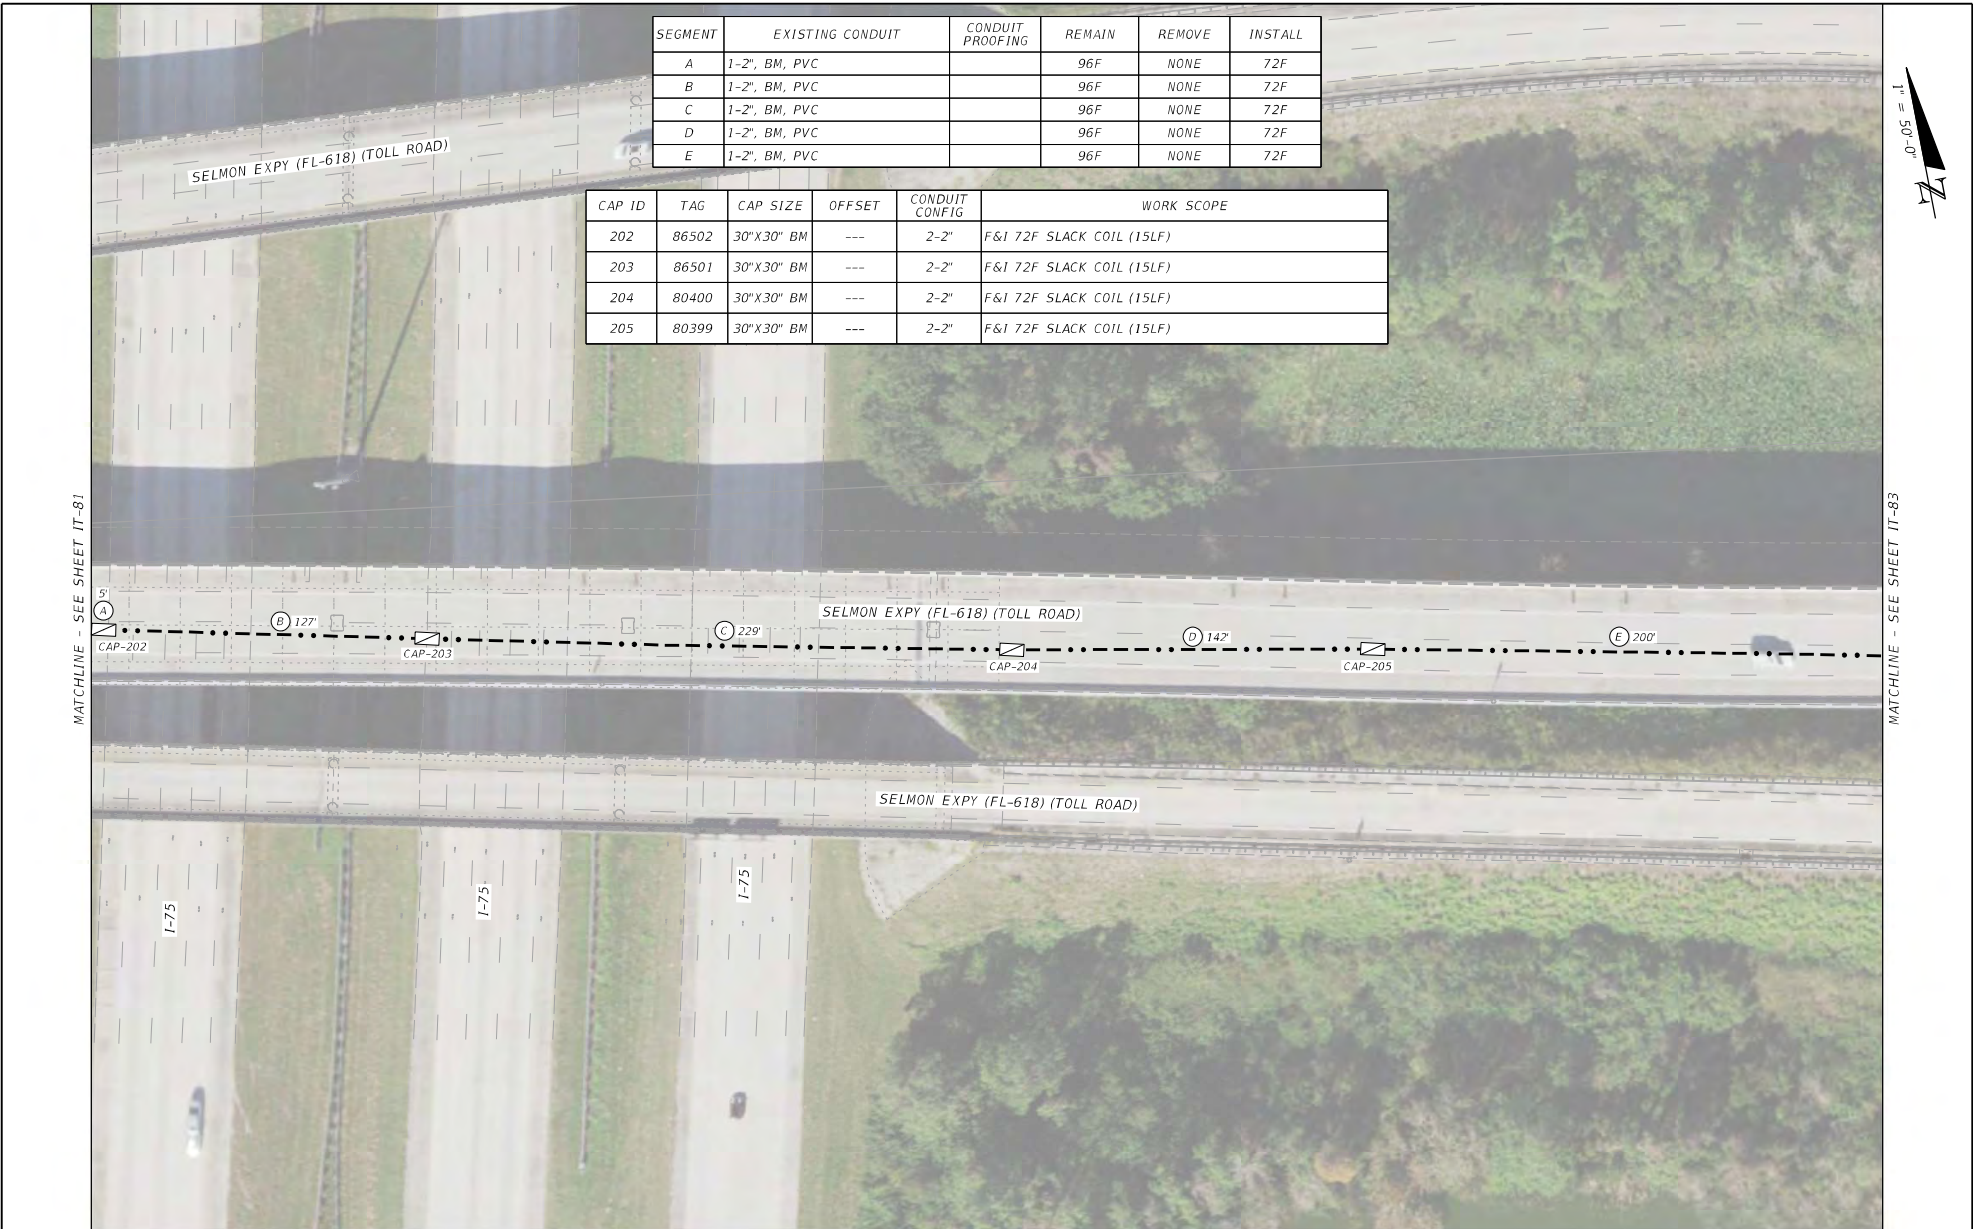 SEGMENT EXISTING CONDUIT CONDUIT PROOFING REMAIN REMOVE INSTALL
A 1-2", BM, PVC 96F NONE 72F
B 1-2", BM, PVC 96F NONE 72F
C 1-2", BM, PVC 96F NONE 72F
D 1-2", BM, PVC 96F NONE 72F
E 1-2", BM, PVC 96F NONE 72F
1" = 50'-0"
N
SELMON EXPY (FL-618) (TOLL ROAD)
CAP ID TAG CAP SIZE OFFSET CONDUIT CONFIG WORK SCOPE
202 86502 30"X30" BM --- 2-2" F&I 72F SLACK COIL (15LF)
203 86501 30"X30" BM --- 2-2" F&I 72F SLACK COIL (15LF)
204 80400 30"X30" BM --- 2-2" F&I 72F SLACK COIL (15LF)
205 80399 30"X30" BM --- 2-2" F&I 72F SLACK COIL (15LF)
MATCHLINE - SEE SHEET IT-81
MATCHLINE - SEE SHEET IT-83
SELMON EXPY (FL-618) (TOLL ROAD)
5'
A
B 127'
C 229'
D 142'
E 200'
CAP-202
CAP-203
CAP-204
CAP-205
SELMON EXPY (FL-618) (TOLL ROAD)
I-75
I-75
I-75